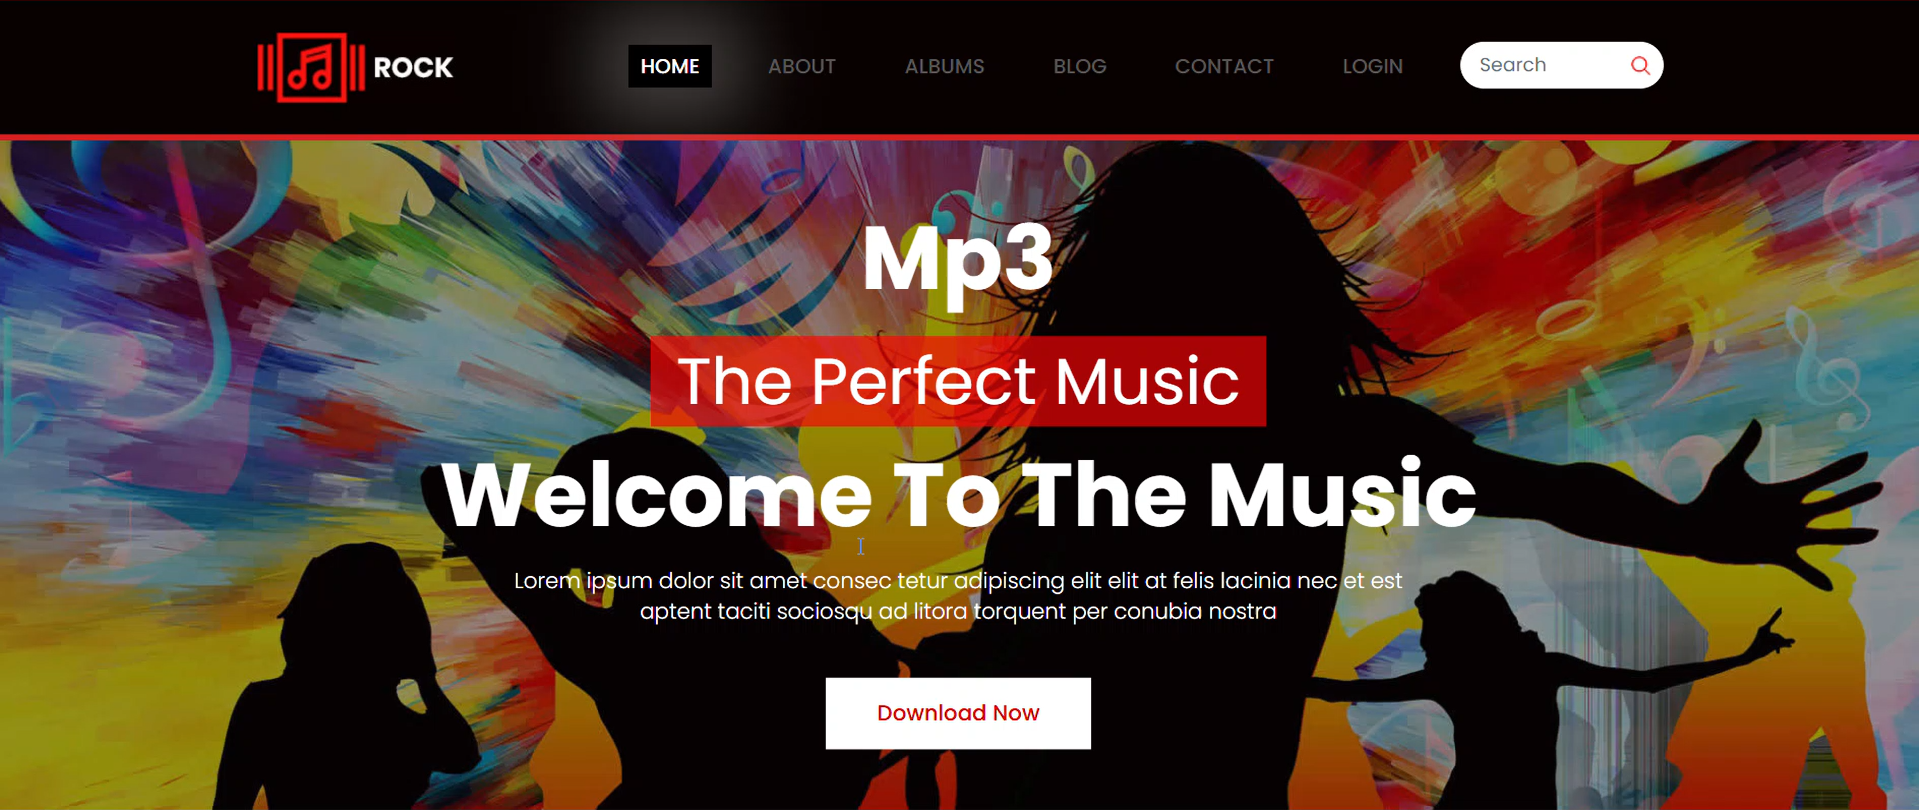 ROCK
HOME ABOUT ALBUMS BLOG CONTACT LOGIN Search
Mp3
The Perfect Music
Welcome To The Music
Lorem ipsum dolor sit amet consec tetur adipiscing elit elit at felis lacinia nec et est
aptent taciti sociosqu ad litora torquent per conubia nostra
Download Now